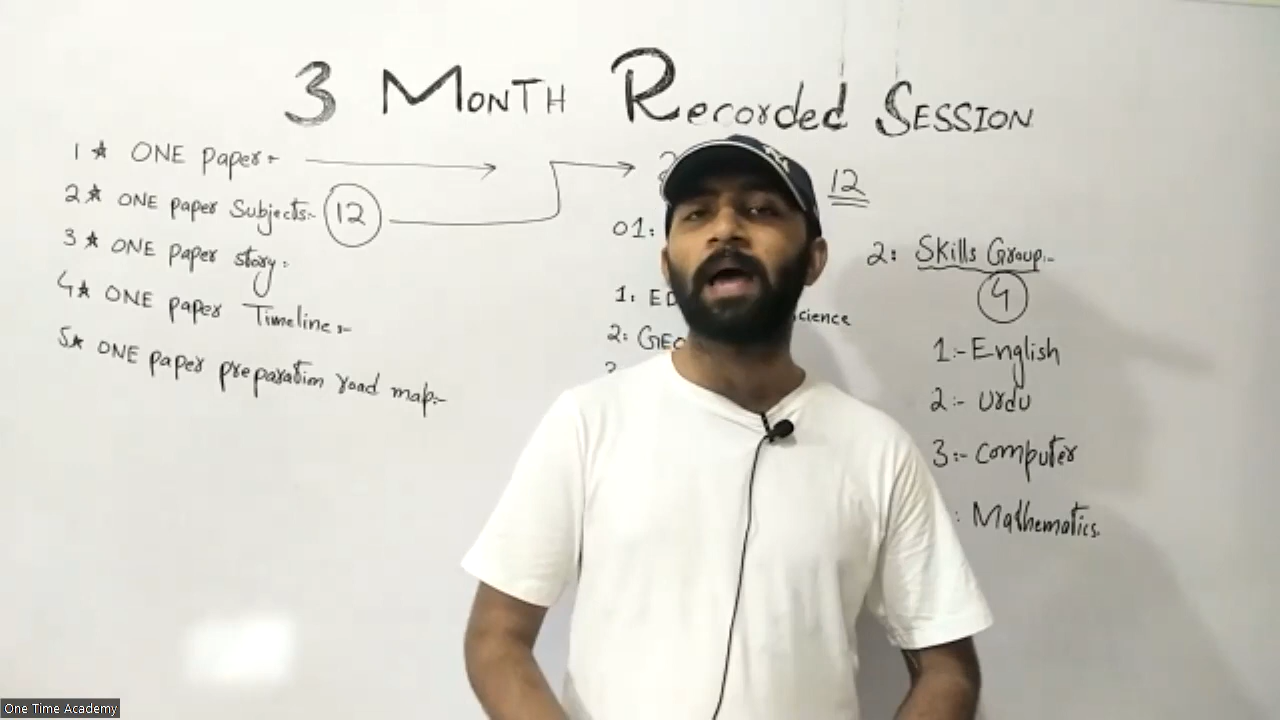 3 MONTH Recorded SESSION
1 ★ ONE paper:-
2 ★ ONE paper Subjects:- 12
3 ★ ONE paper story:-
4 ★ ONE paper Timeline:-
5 ★ ONE paper preparation road map:-
12
01:
1:
2: GEO
2: Skills Group:-
4
1:- English
2:- Urdu
3:- Computer
: Mathematics.
One Time Academy